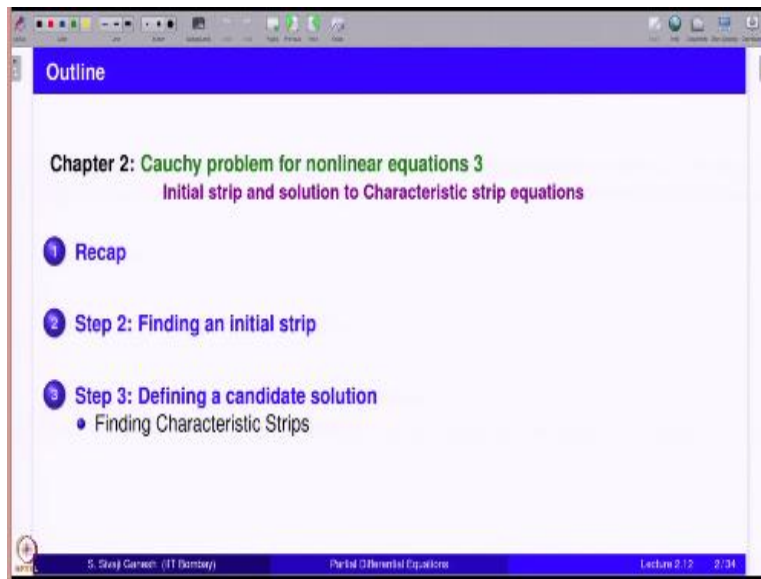 Outline
Chapter 2: Cauchy problem for nonlinear equations 3
Initial strip and solution to Characteristic strip equations
1 Recap
2 Step 2: Finding an initial strip
3 Step 3: Defining a candidate solution
• Finding Characteristic Strips
S. Sivaji Ganesh (IIT Bombay) Partial Differential Equations Lecture 2.12 2/34